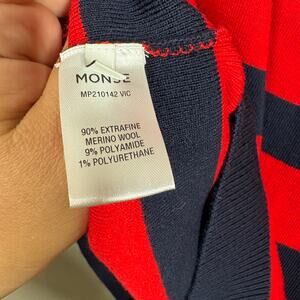 MONSE
MP210142 VIC
90% EXTRAFINE
MERINO WOOL
9% POLYAMIDE
1% POLYURETHANE